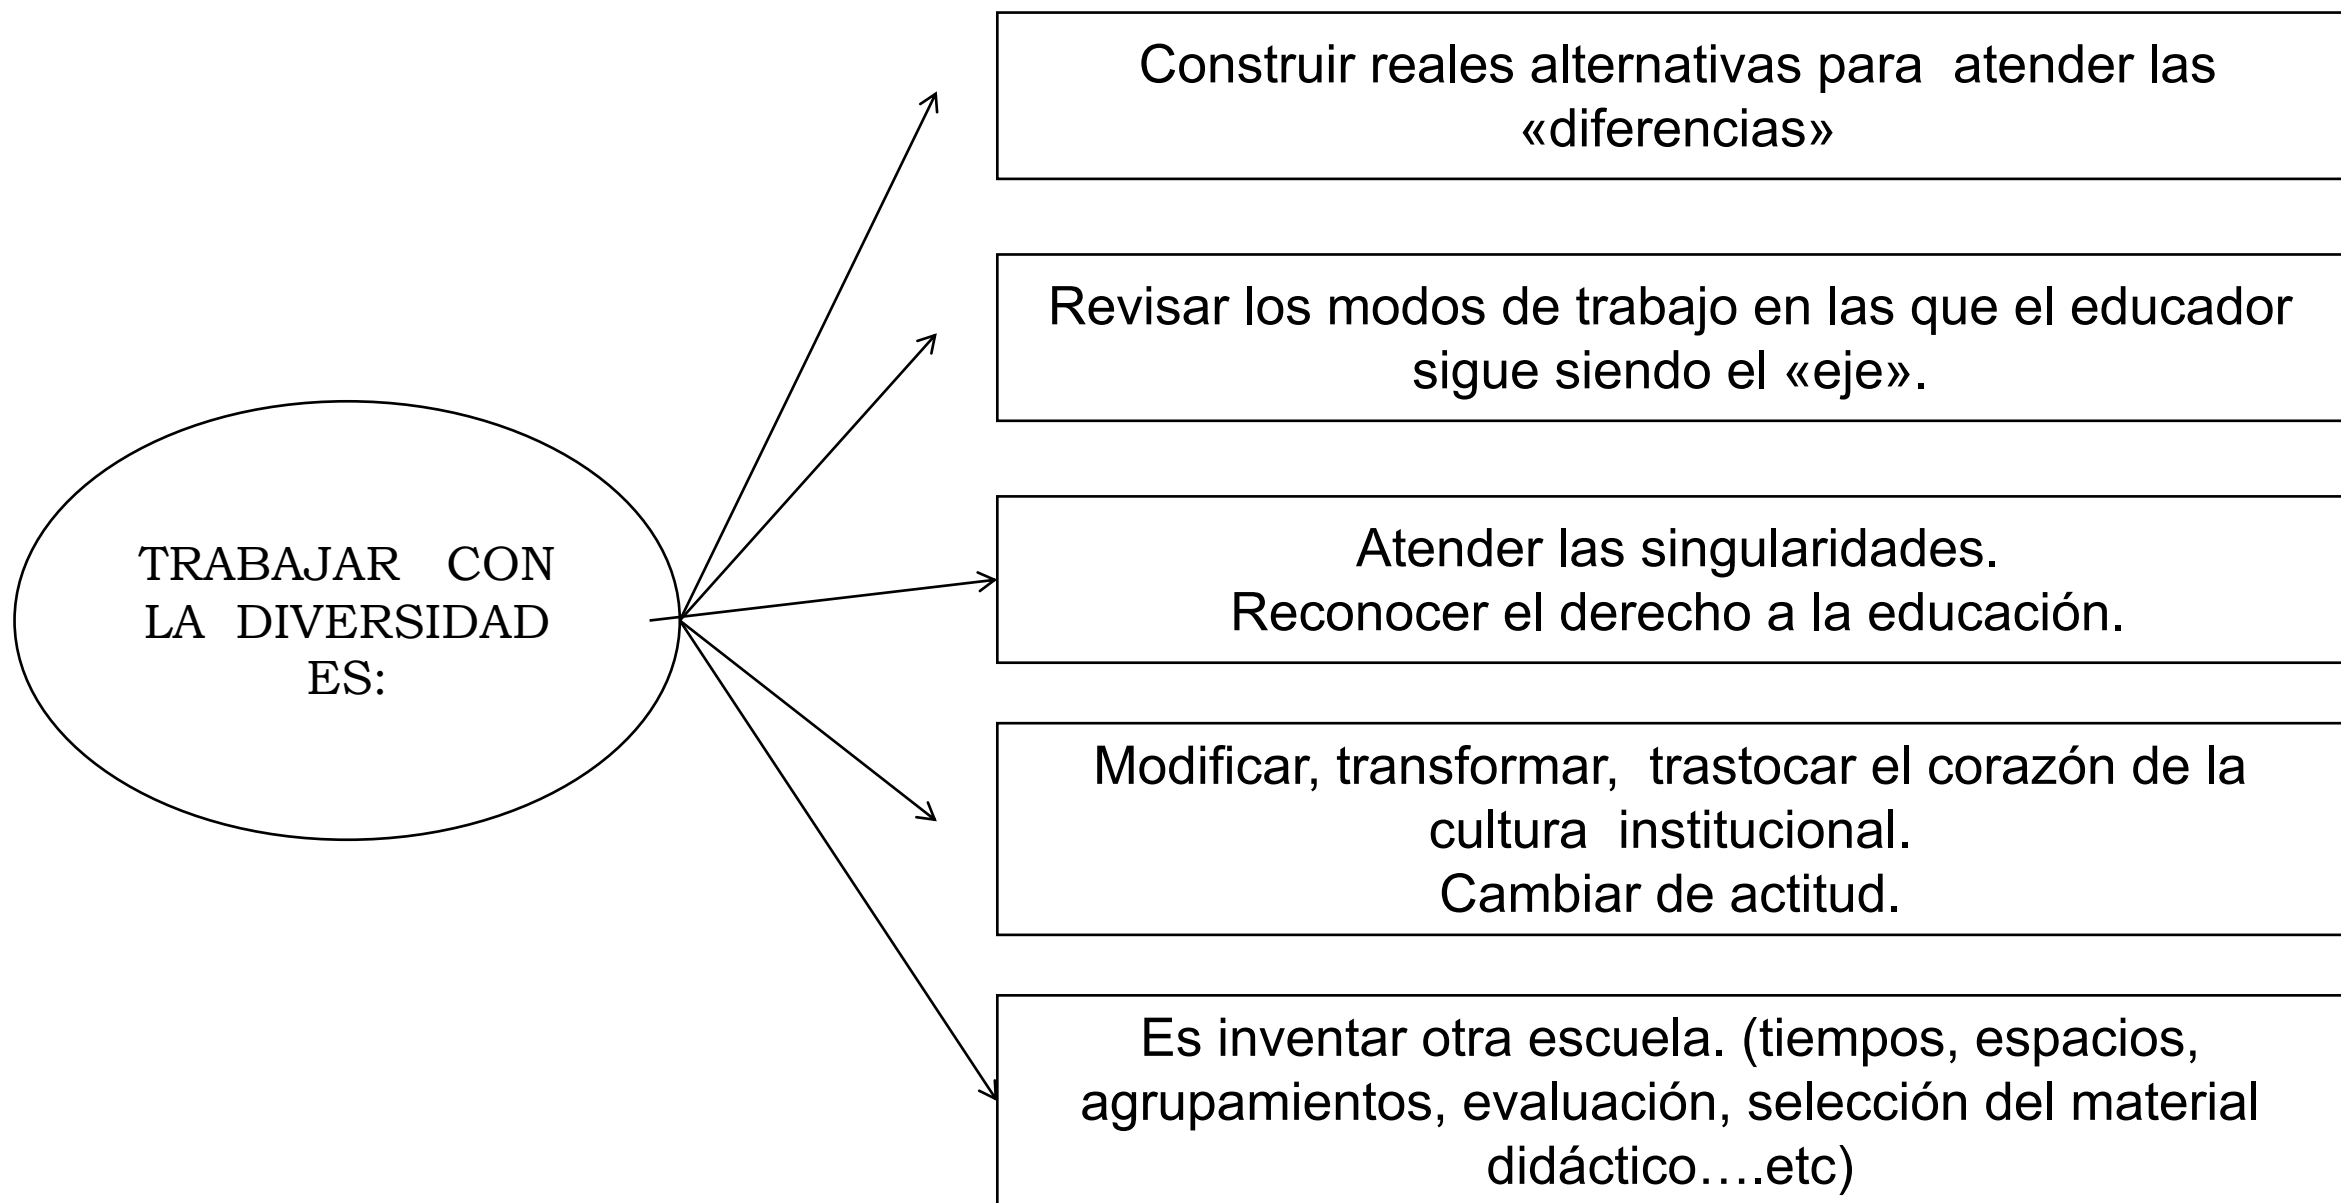 TRABAJAR CON
LA DIVERSIDAD
ES:
Construir reales alternativas para atender las
«diferencias»
Revisar los modos de trabajo en las que el educador
sigue siendo el «eje».
Atender las singularidades.
Reconocer el derecho a la educación.
Modificar, transformar, trastocar el corazón de la
cultura institucional.
Cambiar de actitud.
Es inventar otra escuela. (tiempos, espacios,
agrupamientos, evaluación, selección del material
didáctico….etc)